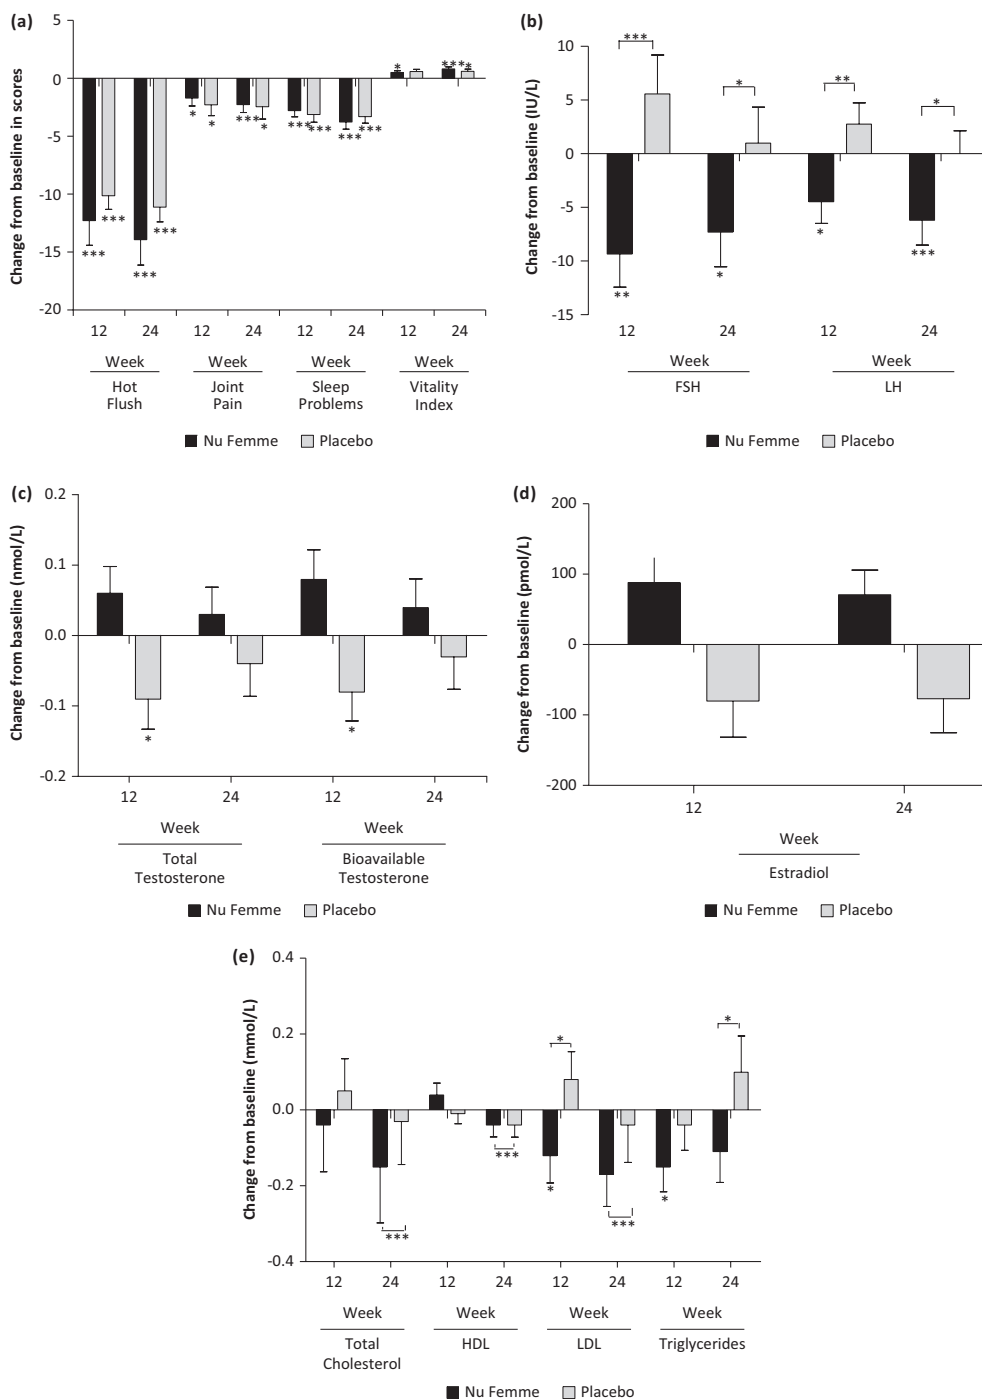 (a)
Change from baseline in scores
5
0
-5
-10
-15
-20
***
***
***
***
*
*
***
*
***
***
***
***
*
***
*
12 24 12 24 12 24 12 24
Week Week Week Week
Hot Joint Sleep Vitality
Flush Pain Problems Index
Nu Femme Placebo
(b)
Change from baseline (IU/L)
10
5
0
-5
-10
-15
***
*
**
*
**
*
*
***
12 24 12 24
Week Week
FSH LH
Nu Femme Placebo
(c)
Change from baseline (nmol/L)
0.2
0.1
0.0
-0.1
-0.2
*
*
12 24 12 24
Week Week
Total Bioavailable
Testosterone Testosterone
Nu Femme Placebo
(d)
Change from baseline (pmol/L)
200
100
0
-100
-200
12 24
Week
Estradiol
Nu Femme Placebo
(e)
Change from baseline (mmol/L)
0.4
0.2
0.0
-0.2
-0.4
*
*
***
*
*
***
***
12 24 12 24 12 24 12 24
Week Week Week Week
Total HDL LDL Triglycerides
Cholesterol
Nu Femme Placebo